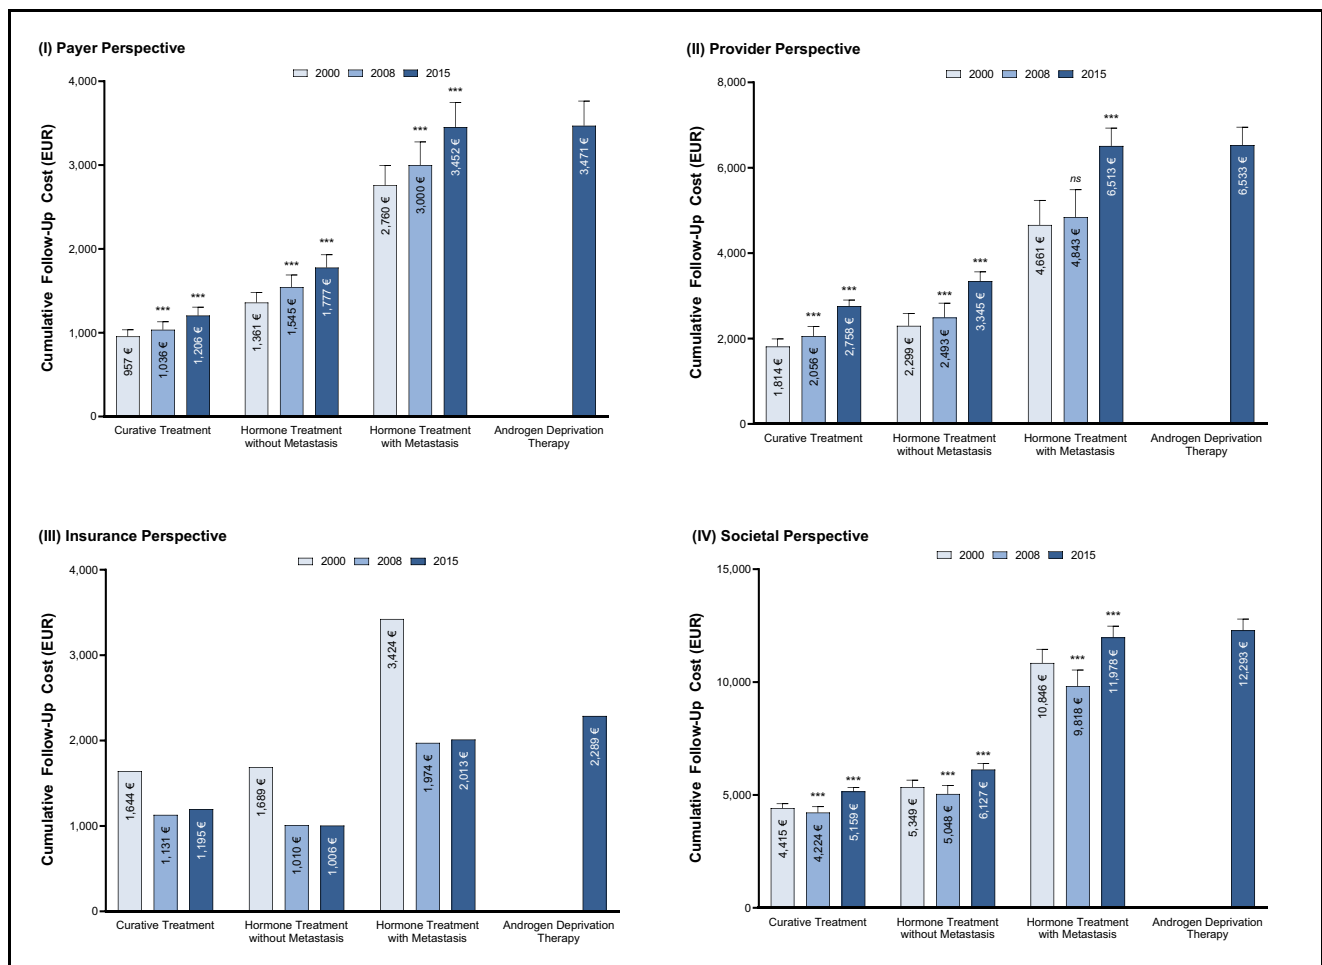 (I) Payer Perspective
2000 2008 2015
Cumulative Follow-Up Cost (EUR)
4,000
3,000
2,000
1,000
0
957 €
***
1,036 €
***
1,206 €
1,361 €
***
1,545 €
***
1,777 €
2,760 €
***
3,000 €
***
3,452 €
3,471 €
Curative Treatment
Hormone Treatment
without Metastasis
Hormone Treatment
with Metastasis
Androgen Deprivation
Therapy
(II) Provider Perspective
2000 2008 2015
Cumulative Follow-Up Cost (EUR)
8,000
6,000
4,000
2,000
0
1,814 €
***
2,056 €
***
2,758 €
2,299 €
***
2,493 €
***
3,345 €
4,661 €
ns
4,843 €
***
6,513 €
6,533 €
Curative Treatment
Hormone Treatment
without Metastasis
Hormone Treatment
with Metastasis
Androgen Deprivation
Therapy
(III) Insurance Perspective
2000 2008 2015
Cumulative Follow-Up Cost (EUR)
4,000
3,000
2,000
1,000
0
1,644 €
1,131 €
1,195 €
1,689 €
1,010 €
1,006 €
3,424 €
1,974 €
2,013 €
2,289 €
Curative Treatment
Hormone Treatment
without Metastasis
Hormone Treatment
with Metastasis
Androgen Deprivation
Therapy
(IV) Societal Perspective
2000 2008 2015
Cumulative Follow-Up Cost (EUR)
15,000
10,000
5,000
0
4,415 €
***
4,224 €
***
5,159 €
5,349 €
***
5,048 €
***
6,127 €
10,846 €
***
9,818 €
***
11,978 €
12,293 €
Curative Treatment
Hormone Treatment
without Metastasis
Hormone Treatment
with Metastasis
Androgen Deprivation
Therapy